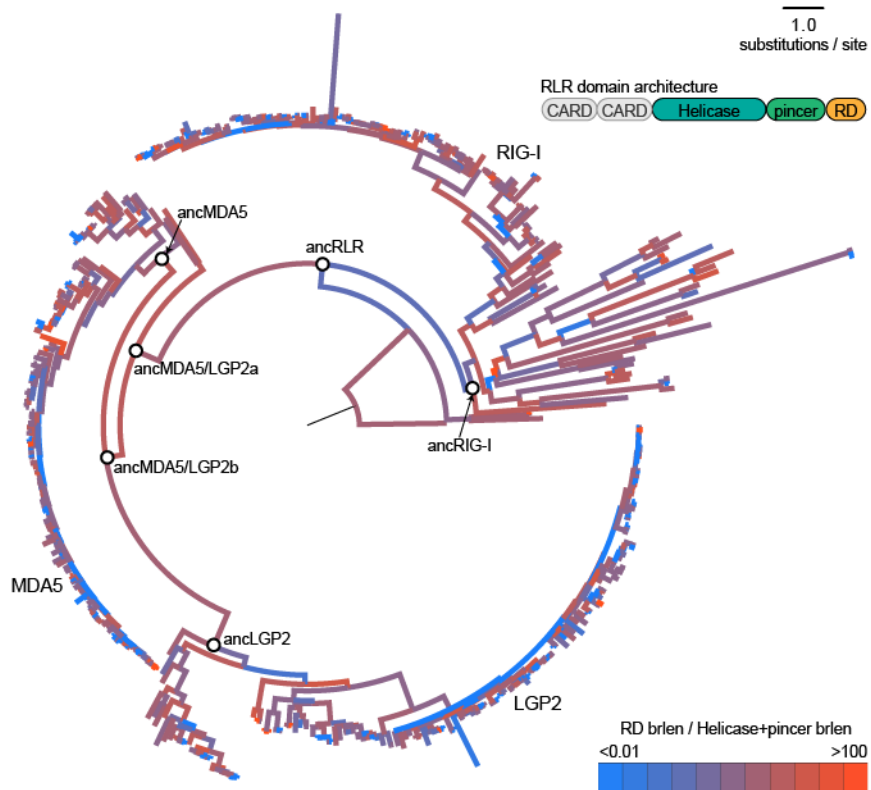 1.0
substitutions / site
RLR domain architecture
CARD CARD Helicase pincer RD
RIG-I
ancMDA5
ancRLR
ancMDA5/LGP2a
ancRIG-I
ancMDA5/LGP2b
MDA5
ancLGP2
LGP2
RD brlen / Helicase+pincer brlen
<0.01 >100